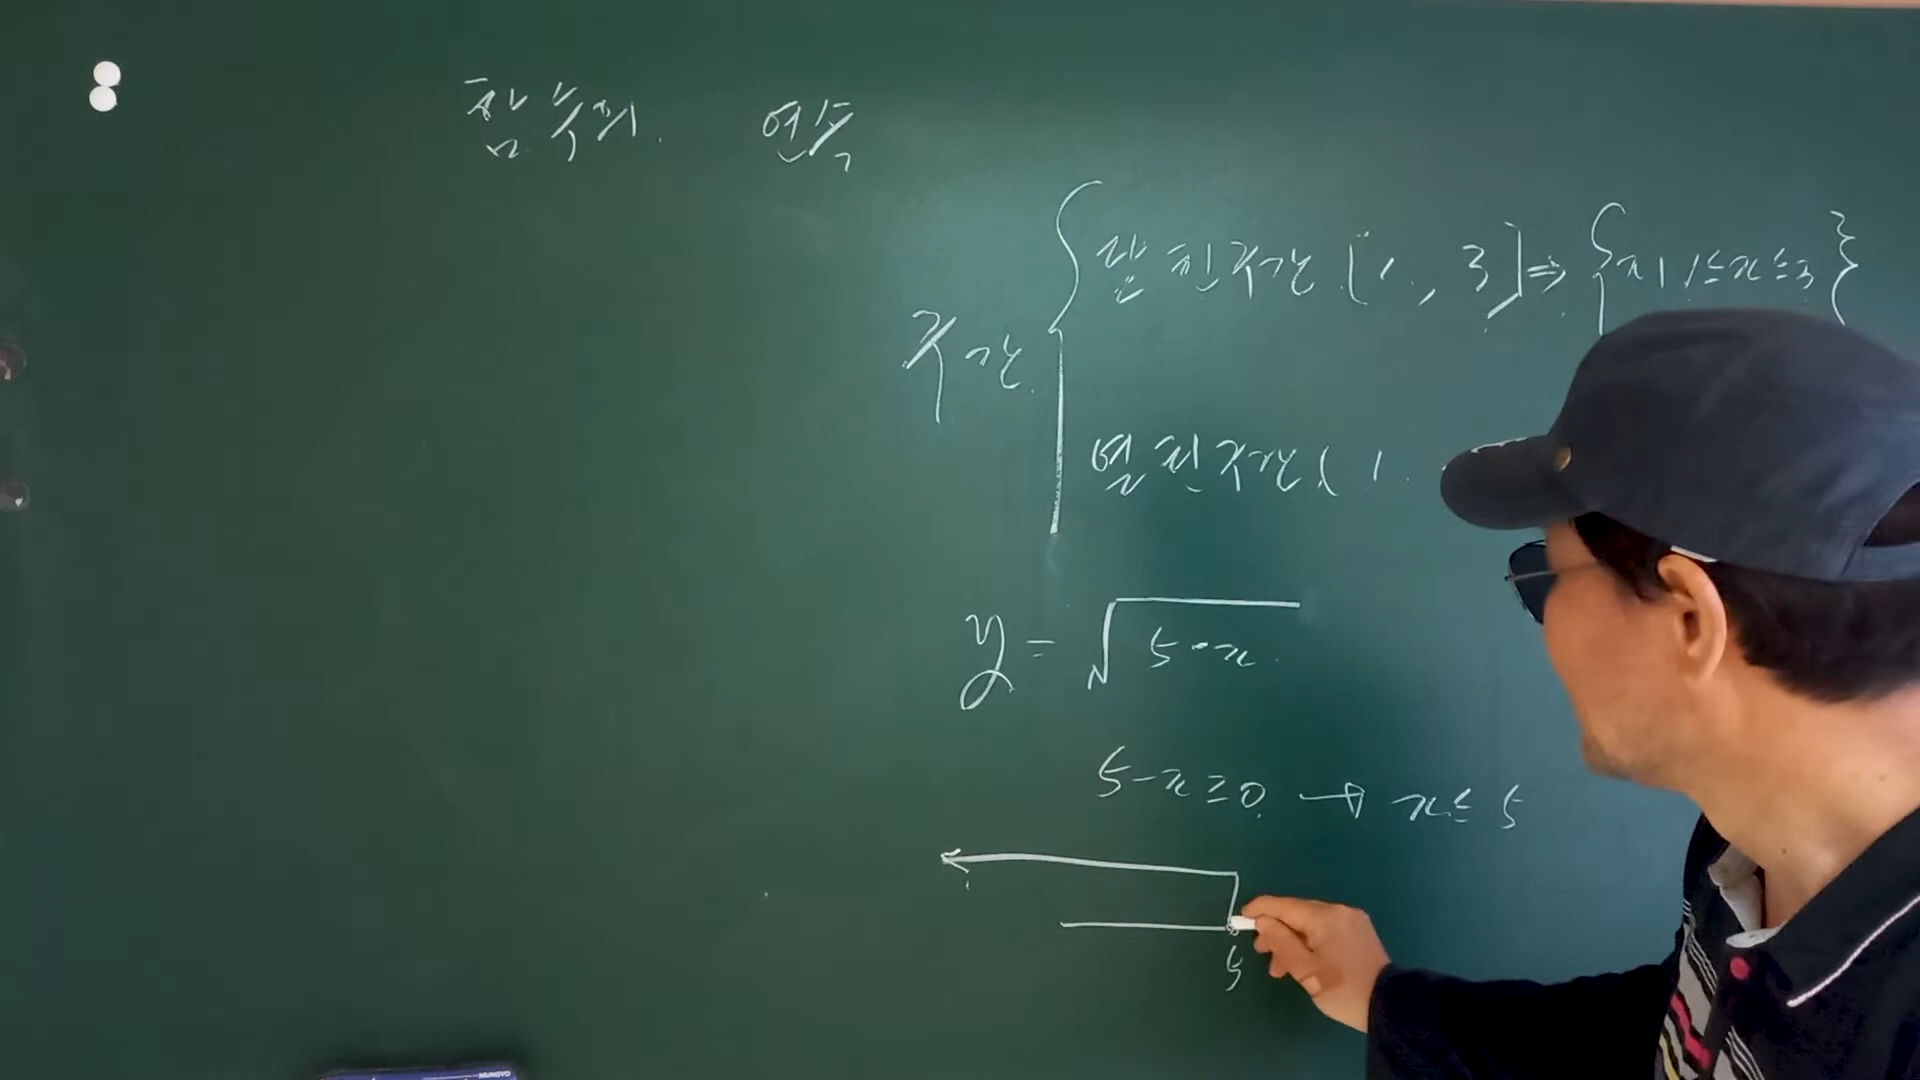 함수의 연속
닫힌구간 [1, 3] ⇒ {x | 1 ≤ x ≤ 3}
구간
열린구간 ( 1
y = √5-x
5-x ≥ 0 → x ≤ 5
5
MUNGYO